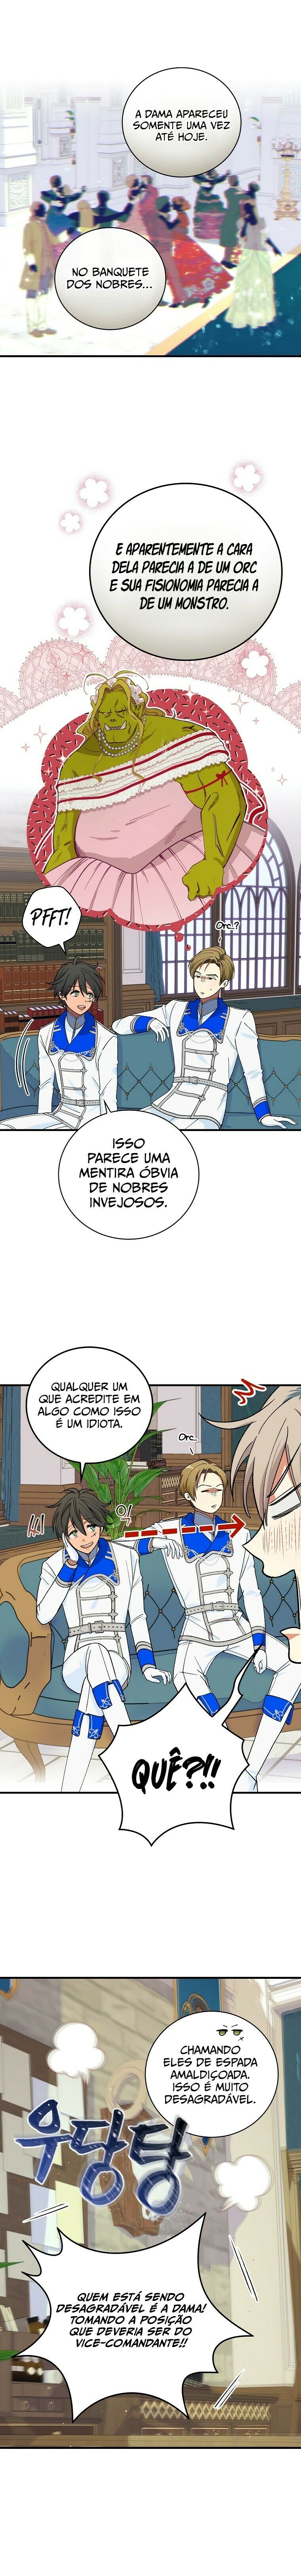 A DAMA APARECEU
SOMENTE UMA VEZ
ATÉ HOJE.
NO BANQUETE
DOS NOBRES...
E APARENTEMENTE A CARA
DELA PARECIA A DE UM ORC
E SUA FISIONOMIA PARECIA A
DE UM MONSTRO.
PFFT!
Orc..?
ISSO
PARECE UMA
MENTIRA ÓBVIA
DE NOBRES
INVEJOSOS.
QUALQUER UM
QUE ACREDITE EM
ALGO COMO ISSO
É UM IDIOTA.
Orc..
QUÊ?!!
CHAMANDO
ELES DE ESPADA
AMALDIÇOADA.
ISSO É MUITO
DESAGRADÁVEL.
우당탕
QUEM ESTÁ SENDO
DESAGRADÁVEL É A DAMA!
TOMANDO A POSIÇÃO
QUE DEVERIA SER DO
VICE-COMANDANTE!!